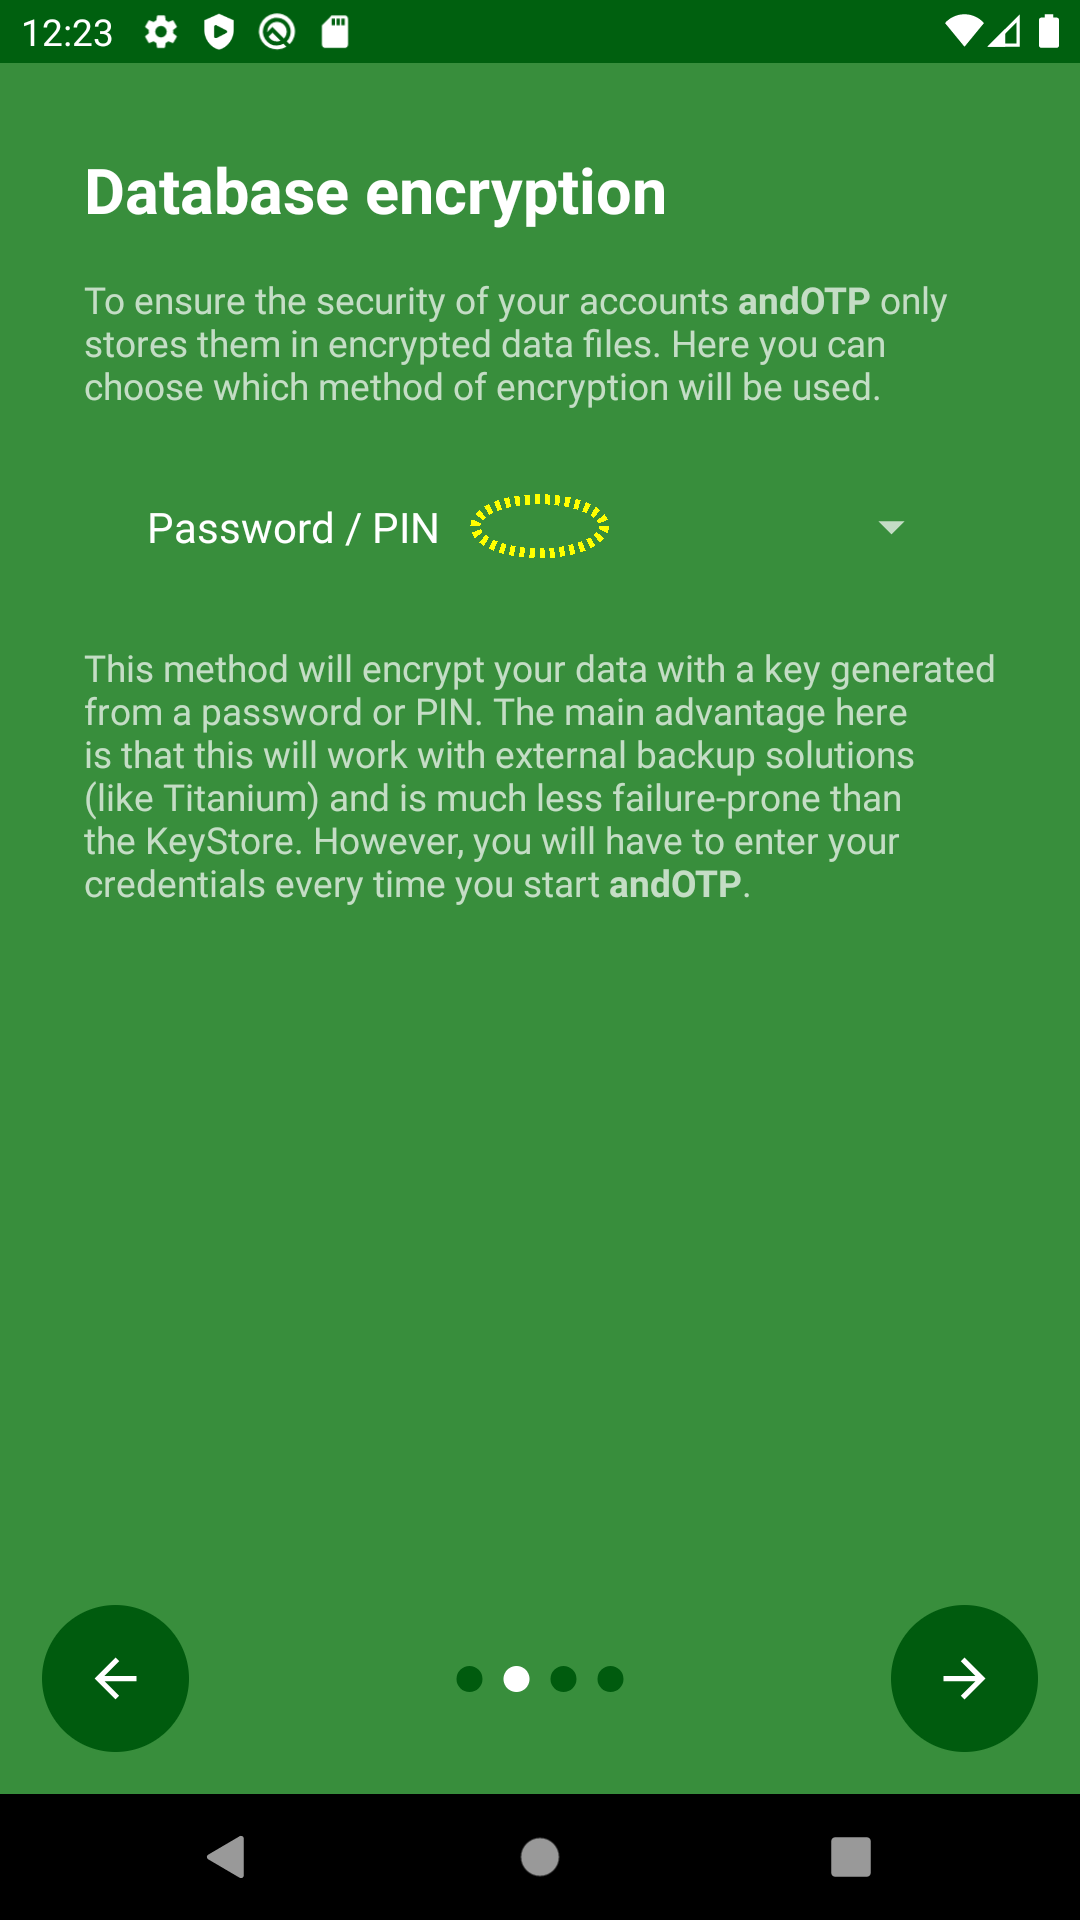 12:23
Database encryption
To ensure the security of your accounts andOTP only
stores them in encrypted data files. Here you can
choose which method of encryption will be used.
Password / PIN
This method will encrypt your data with a key generated
from a password or PIN. The main advantage here
is that this will work with external backup solutions
(like Titanium) and is much less failure-prone than
the KeyStore. However, you will have to enter your
credentials every time you start andOTP.